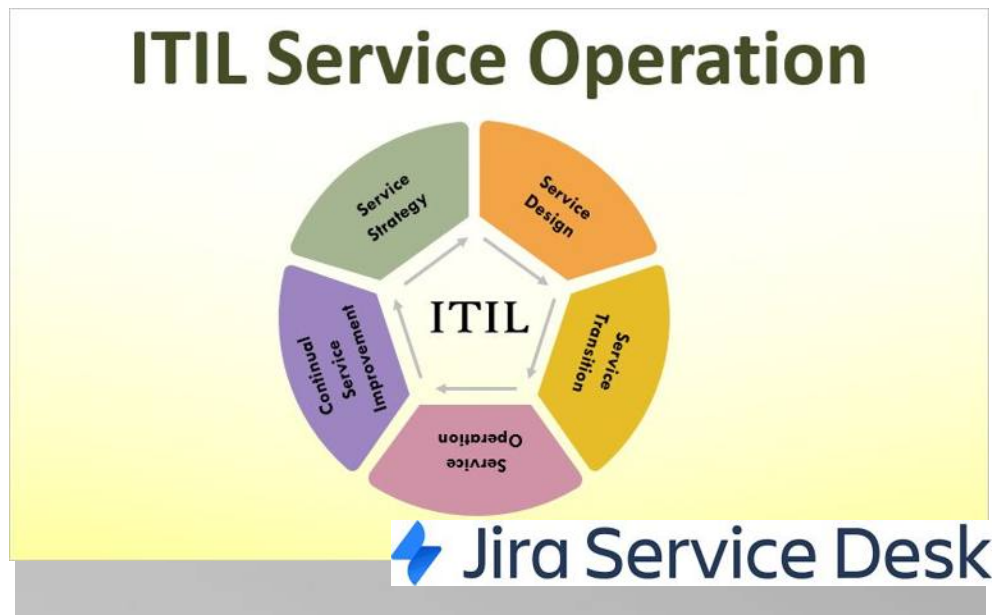 ITIL Service Operation
Service
Strategy
Service
Design
Service
Transition
Service
Operation
Continual
Service
Improvement
ITIL
Jira Service Desk